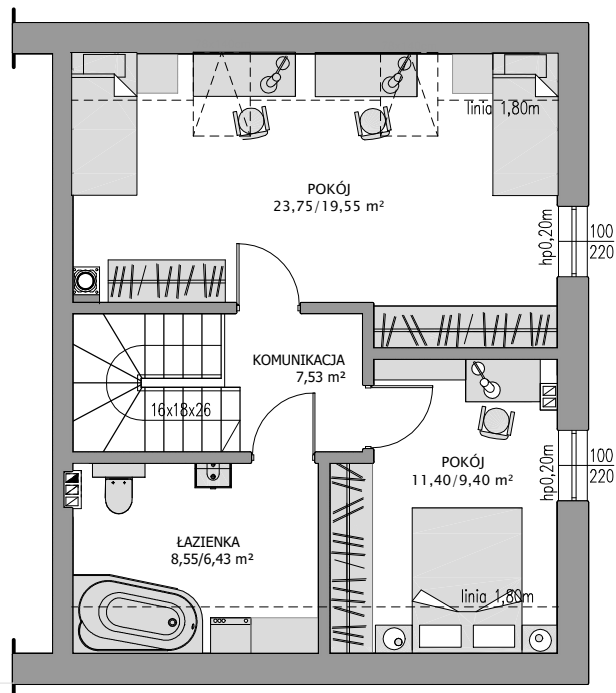 linia 1,80m
POKÓJ
23,75/19,55 m²
hp0,20m
100
220
KOMUNIKACJA
7,53 m²
16x18x26
POKÓJ
11,40/9,40 m²
hp0,20m
100
220
ŁAZIENKA
8,55/6,43 m²
linia 1,80m